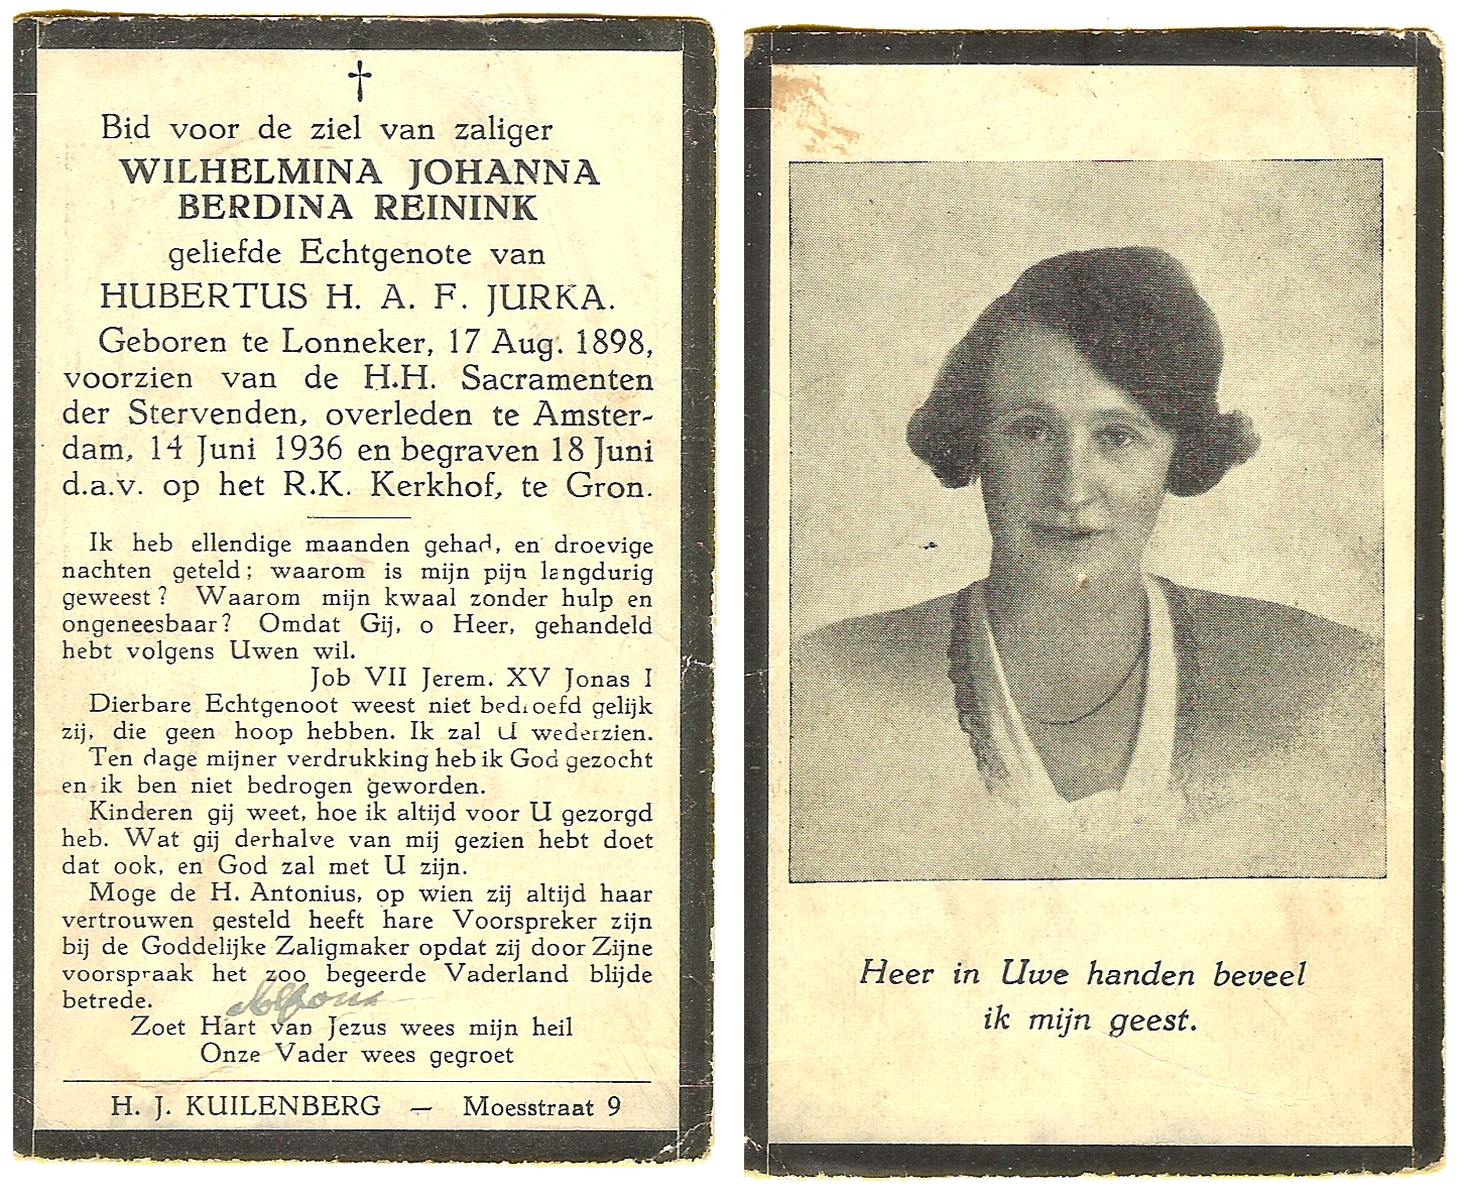 Bid voor de ziel van zaliger
WILHELMINA JOHANNA
BERDINA REININK
geliefde Echtgenote van
HUBERTUS H. A. F. JURKA.
Geboren te Lonneker, 17 Aug. 1898,
voorzien van de H.H. Sacramenten
der Stervenden, overleden te Amster-
dam, 14 Juni 1936 en begraven 18 Juni
d.a.v. op het R.K. Kerkhof, te Gron.
Ik heb ellendige maanden gehad, en droevige
nachten geteld; waarom is mijn pijn langdurig
geweest? Waarom mijn kwaal zonder hulp en
ongeneesbaar? Omdat Gij, o Heer, gehandeld
hebt volgens Uwen wil.
Job VII Jerem. XV Jonas I
Dierbare Echtgenoot weest niet bedroefd gelijk
zij, die geen hoop hebben. Ik zal U wederzien.
Ten dage mijner verdrukking heb ik God gezocht
en ik ben niet bedrogen geworden.
Kinderen gij weet, hoe ik altijd voor U gezorgd
heb. Wat gij derhalve van mij gezien hebt doet
dat ook, en God zal met U zijn.
Moge de H. Antonius, op wien zij altijd haar
vertrouwen gesteld heeft hare Voorspreker zijn
bij de Goddelijke Zaligmaker opdat zij door Zijne
voorspraak het zoo begeerde Vaderland blijde
betrede.
Zoet Hart van Jezus wees mijn heil
Onze Vader wees gegroet
H. J. KUILENBERG — Moesstraat 9
Heer in Uwe handen beveel
ik mijn geest.